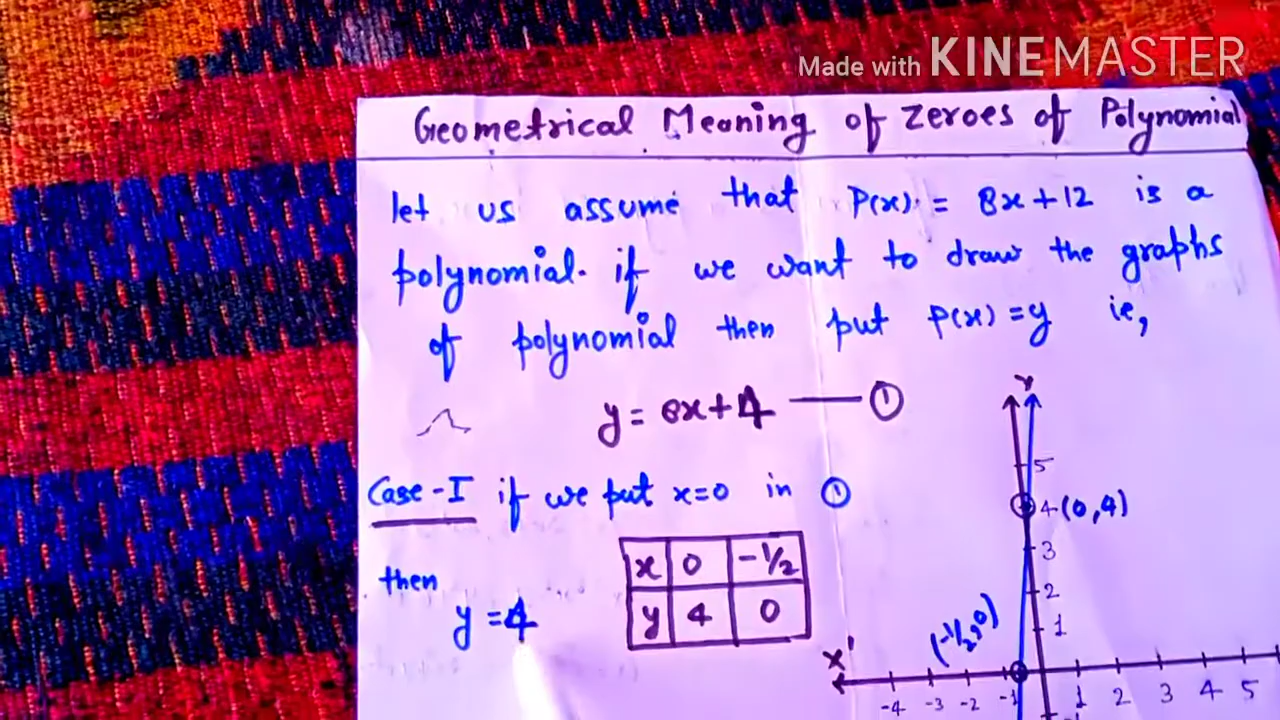 Made with KINEMASTER
Geometrical Meaning of Zeroes of Polynomial
let us assume that P(x) = 8x+12 is a
polynomial. if we want to draw the graphs
of polynomial then put P(x) = y ie,
y = 8x+4 — ①
Case-I if we put x=0 in ①
then
y = 4
x 0 -1/2
y 4 0
Y
5
4 (0,4)
3
2
1
(-1/2,0)
X'
-4 -3 -2 -1 1 2 3 4 5